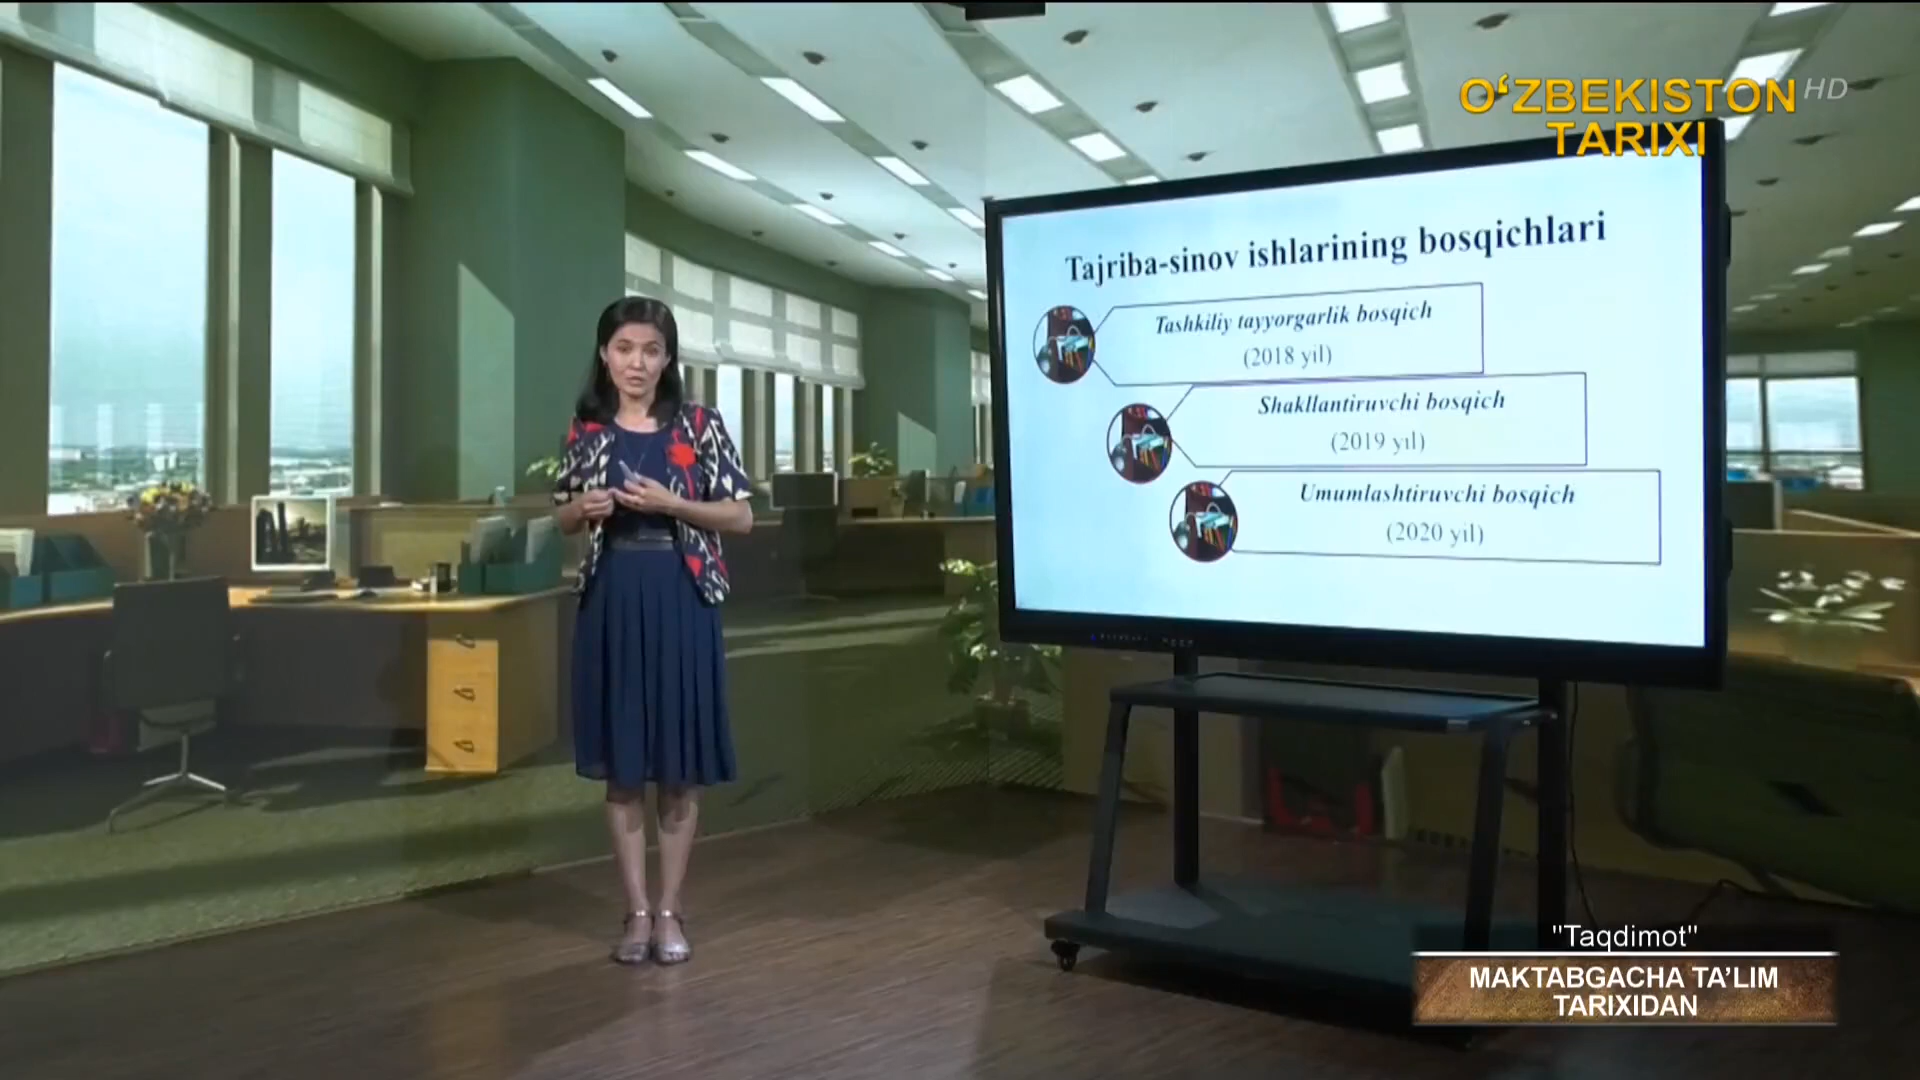 O‘ZBEKISTON HD
TARIXI
Tajriba-sinov ishlarining bosqichlari
Tashkiliy tayyorgarlik bosqich
(2018 yil)
Shakllantiruvchi bosqich
(2019 yil)
Umumlashtiruvchi bosqich
(2020 yil)
"Taqdimot"
MAKTABGACHA TA’LIM
TARIXIDAN